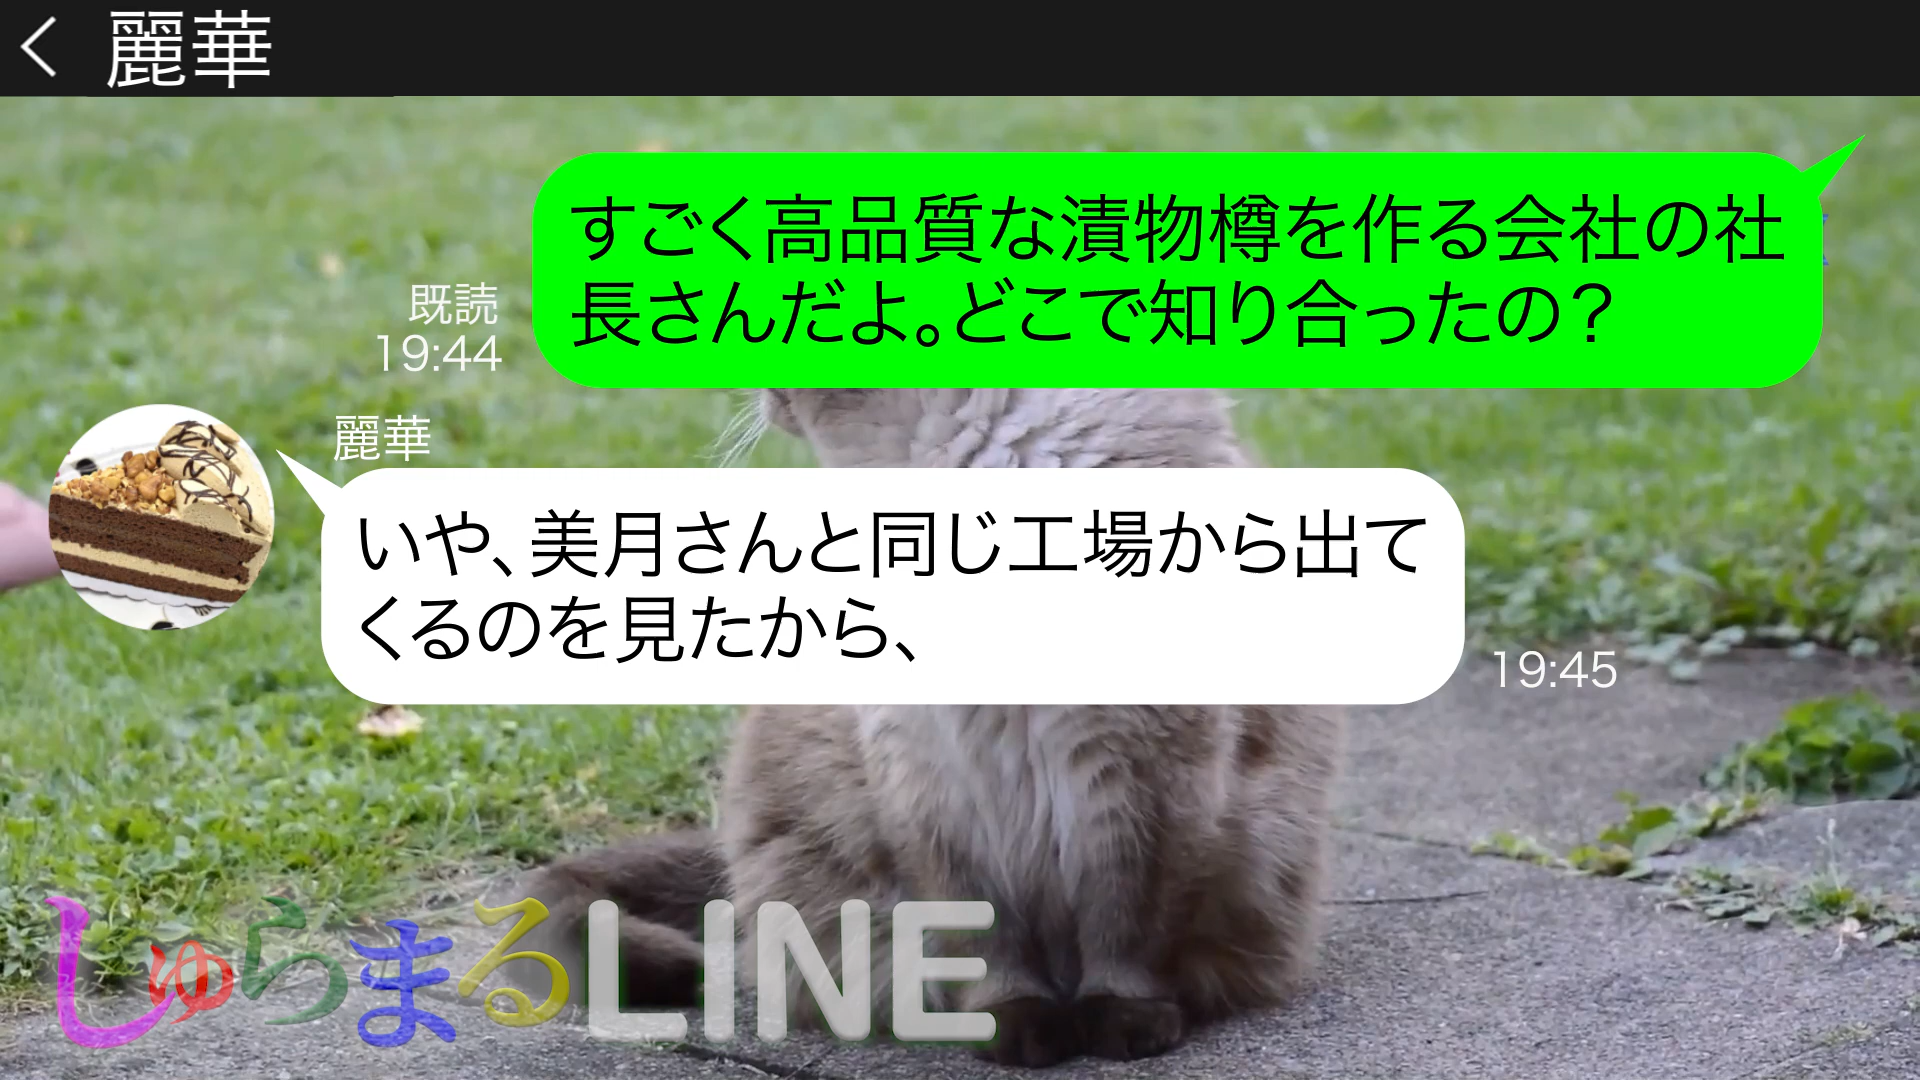 麗華
すごく高品質な漬物樽を作る会社の社
長さんだよ。どこで知り合ったの？
既読
19:44
麗華
いや、美月さんと同じ工場から出て
くるのを見たから、
19:45
しゅらまるLINE